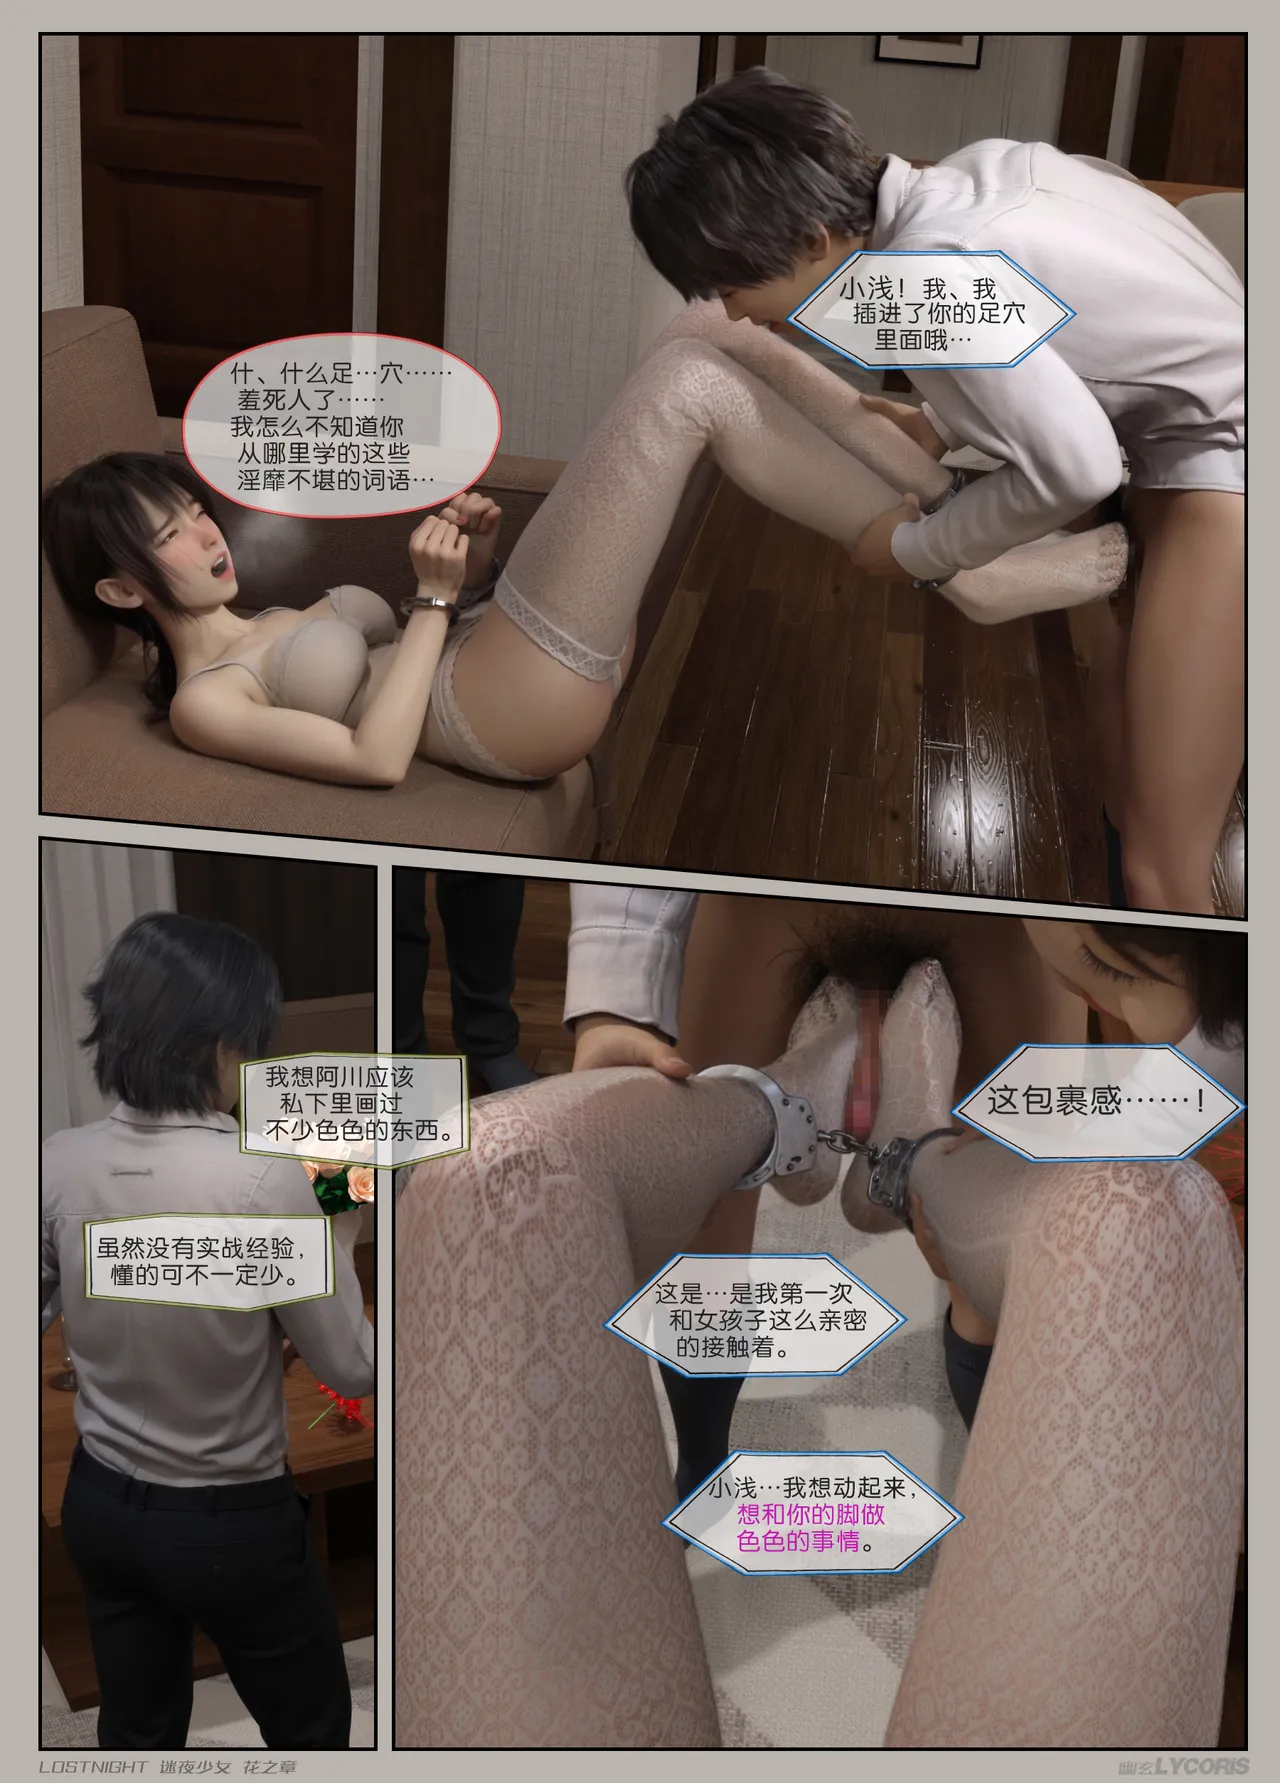 小浅！我、我
插进了你的足穴
里面哦…
什、什么足…穴……
羞死人了……
我怎么不知道你
从哪里学的这些
淫靡不堪的词语…
我想阿川应该
私下里画过
不少色色的东西。
虽然没有实战经验，
懂的可不一定少。
这包裹感……！
这是…是我第一次
和女孩子这么亲密
的接触着。
小浅…我想动起来，
想和你的脚做
色色的事情。
LOSTNIGHT 迷夜少女 花之章
幽玄LYCORIS